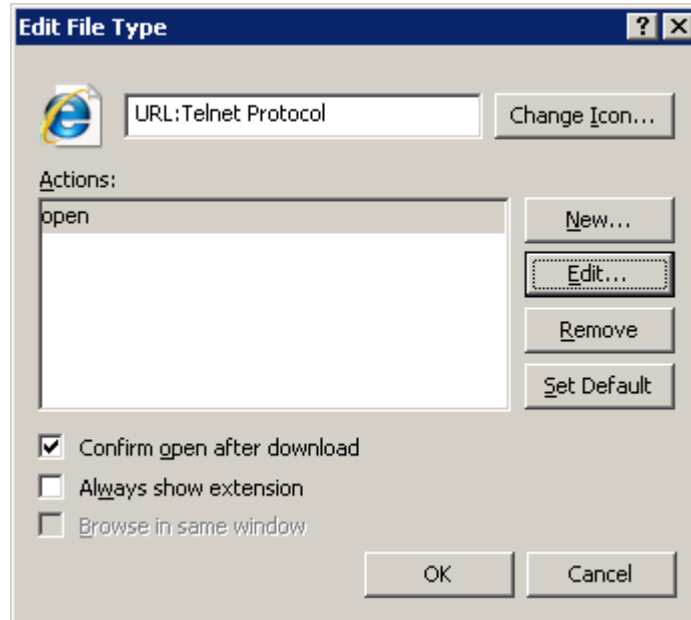 Edit File Type
URL:Telnet Protocol
Change Icon...
Actions:
open
New...
Edit...
Remove
Set Default
Confirm open after download
Always show extension
Browse in same window
OK
Cancel